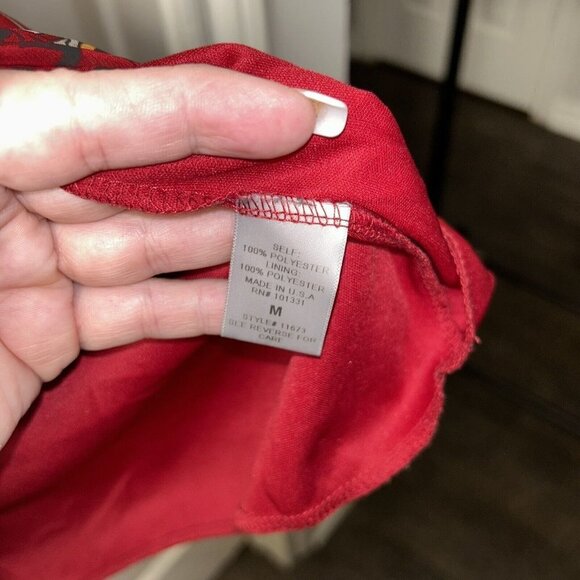 SELF:
100% POLYESTER
LINING:
100% POLYESTER
MADE IN U.S.A
RN# 101331
M
STYLE# 11673
SEE REVERSE FOR
CARE